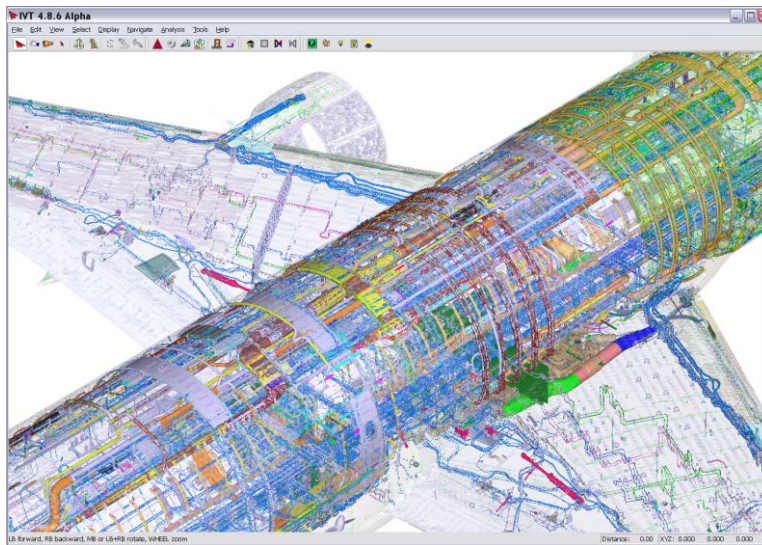 IVT 4.8.6 Alpha
File Edit View Select Display Navigate Analysis Tools Help
LB forward, RB backward, MB or LB+RB rotate, WHEEL zoom Distance: 0.00 XYZ: 0.000 0.000 0.000